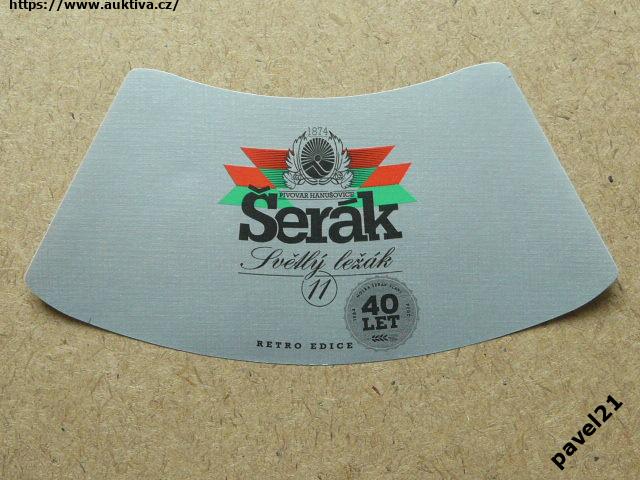 https://www.auktiva.cz/
1874
PIVOVAR HANUŠOVICE
Šerák
Světlý ležák
11
40
LET
RETRO EDICE
pavel21